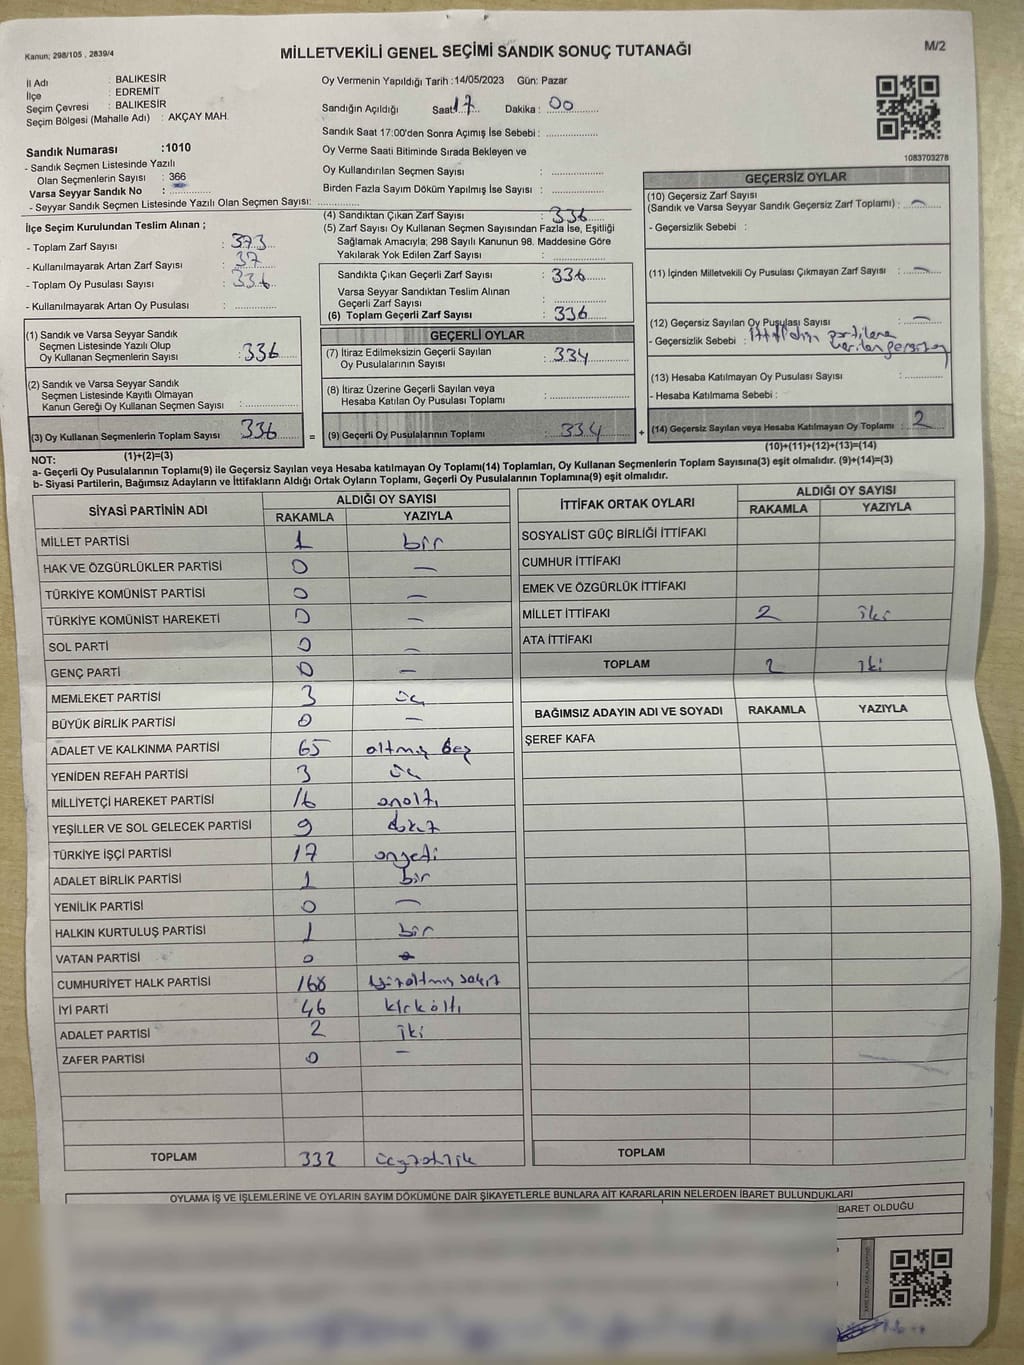 Kanun; 298/105 , 2839/4
MİLLETVEKİLİ GENEL SEÇİMİ SANDIK SONUÇ TUTANAĞI
M/2
İl Adı : BALIKESİR
İlçe : EDREMIT
Seçim Çevresi : BALIKESİR
Seçim Bölgesi (Mahalle Adı) : AKÇAY MAH.
Oy Vermenin Yapıldığı Tarih :14/05/2023 Gün: Pazar
Sandığın Açıldığı Saat: 17 Dakika : 00
Sandık Saat 17:00'den Sonra Açımış İse Sebebi :
Oy Verme Saati Bitiminde Sırada Bekleyen ve
Oy Kullandırılan Seçmen Sayısı :
Birden Fazla Sayım Döküm Yapılmış İse Sayısı :
1083703278
Sandık Numarası :1010
- Sandık Seçmen Listesinde Yazılı
Olan Seçmenlerin Sayısı : 366
Varsa Seyyar Sandık No :
- Seyyar Sandık Seçmen Listesinde Yazılı Olan Seçmen Sayısı:
İlçe Seçim Kurulundan Teslim Alınan ;
- Toplam Zarf Sayısı : 373
- Kullanılmayarak Artan Zarf Sayısı : 37
- Toplam Oy Pusulası Sayısı : 336
- Kullanılmayarak Artan Oy Pusulası :
(1) Sandık ve Varsa Seyyar Sandık
Seçmen Listesinde Yazılı Olup
Oy Kullanan Seçmenlerin Sayısı : 336
(2) Sandık ve Varsa Seyyar Sandık
Seçmen Listesinde Kayıtlı Olmayan
Kanun Gereği Oy Kullanan Seçmen Sayısı :
(3) Oy Kullanan Seçmenlerin Toplam Sayısı 336
(1)+(2)=(3)
(4) Sandıktan Çıkan Zarf Sayısı : 336
(5) Zarf Sayısı Oy Kullanan Seçmen Sayısından Fazla İse, Eşitliği
Sağlamak Amacıyla; 298 Sayılı Kanunun 98. Maddesine Göre
Yakılarak Yok Edilen Zarf Sayısı :
Sandıkta Çıkan Geçerli Zarf Sayısı : 336
Varsa Seyyar Sandıktan Teslim Alınan
Geçerli Zarf Sayısı :
(6) Toplam Geçerli Zarf Sayısı : 336
GEÇERLİ OYLAR
(7) İtiraz Edilmeksizin Geçerli Sayılan
Oy Pusulalarının Sayısı : 334
(8) İtiraz Üzerine Geçerli Sayılan veya
Hesaba Katılan Oy Pusulası Toplamı :
= (9) Geçerli Oy Pusulalarının Toplamı : 334
GEÇERSİZ OYLAR
(10) Geçersiz Zarf Sayısı
(Sandık ve Varsa Seyyar Sandık Geçersiz Zarf Toplamı) : —
- Geçersizlik Sebebi :
(11) İçinden Milletvekili Oy Pusulası Çıkmayan Zarf Sayısı : —
(12) Geçersiz Sayılan Oy Pusulası Sayısı : —
- Geçersizlik Sebebi : partilere
(13) Hesaba Katılmayan Oy Pusulası Sayısı :
- Hesaba Katılmama Sebebi :
+ (14) Geçersiz Sayılan veya Hesaba Katılmayan Oy Toplamı : 2
(10)+(11)+(12)+(13)=(14)
NOT:
a- Geçerli Oy Pusulalarının Toplamı(9) ile Geçersiz Sayılan veya Hesaba katılmayan Oy Toplamı(14) Toplamları, Oy Kullanan Seçmenlerin Toplam Sayısına(3) eşit olmalıdır. (9)+(14)=(3)
b- Siyasi Partilerin, Bağımsız Adayların ve İttifakların Aldığı Ortak Oyların Toplamı, Geçerli Oy Pusulalarının Toplamına(9) eşit olmalıdır.
SİYASİ PARTİNİN ADI ALDIĞI OY SAYISI
RAKAMLA YAZIYLA
MİLLET PARTİSİ 1 bir
HAK VE ÖZGÜRLÜKLER PARTİSİ 0 —
TÜRKİYE KOMÜNİST PARTİSİ 0 —
TÜRKİYE KOMÜNİST HAREKETİ 0 —
SOL PARTİ 0 —
GENÇ PARTİ 0 —
MEMLEKET PARTİSİ 3 üç
BÜYÜK BİRLİK PARTİSİ 0 —
ADALET VE KALKINMA PARTİSİ 65 altmış beş
YENİDEN REFAH PARTİSİ 3 üç
MİLLİYETÇİ HAREKET PARTİSİ 16 onaltı
YEŞİLLER VE SOL GELECEK PARTİSİ 9 dokuz
TÜRKİYE İŞÇİ PARTİSİ 17 onyedi
ADALET BİRLİK PARTİSİ 1 bir
YENİLİK PARTİSİ 0 —
HALKIN KURTULUŞ PARTİSİ 1 bir
VATAN PARTİSİ 0
CUMHURİYET HALK PARTİSİ 168 yüzaltmış sekiz
İYİ PARTİ 46 kırkaltı
ADALET PARTİSİ 2 iki
ZAFER PARTİSİ 0 —
TOPLAM 332
İTTİFAK ORTAK OYLARI ALDIĞI OY SAYISI
RAKAMLA YAZIYLA
SOSYALİST GÜÇ BİRLİĞİ İTTİFAKI
CUMHUR İTTİFAKI
EMEK VE ÖZGÜRLÜK İTTİFAKI
MİLLET İTTİFAKI 2 iki
ATA İTTİFAKI
TOPLAM 2 iki
BAĞIMSIZ ADAYIN ADI VE SOYADI RAKAMLA YAZIYLA
ŞEREF KAFA
TOPLAM
OYLAMA İŞ VE İŞLEMLERİNE VE OYLARIN SAYIM DÖKÜMÜNE DAİR ŞİKAYETLERLE BUNLARA AİT KARARLARIN NELERDEN İBARET BULUNDUKLARI
BARET OLDUĞU